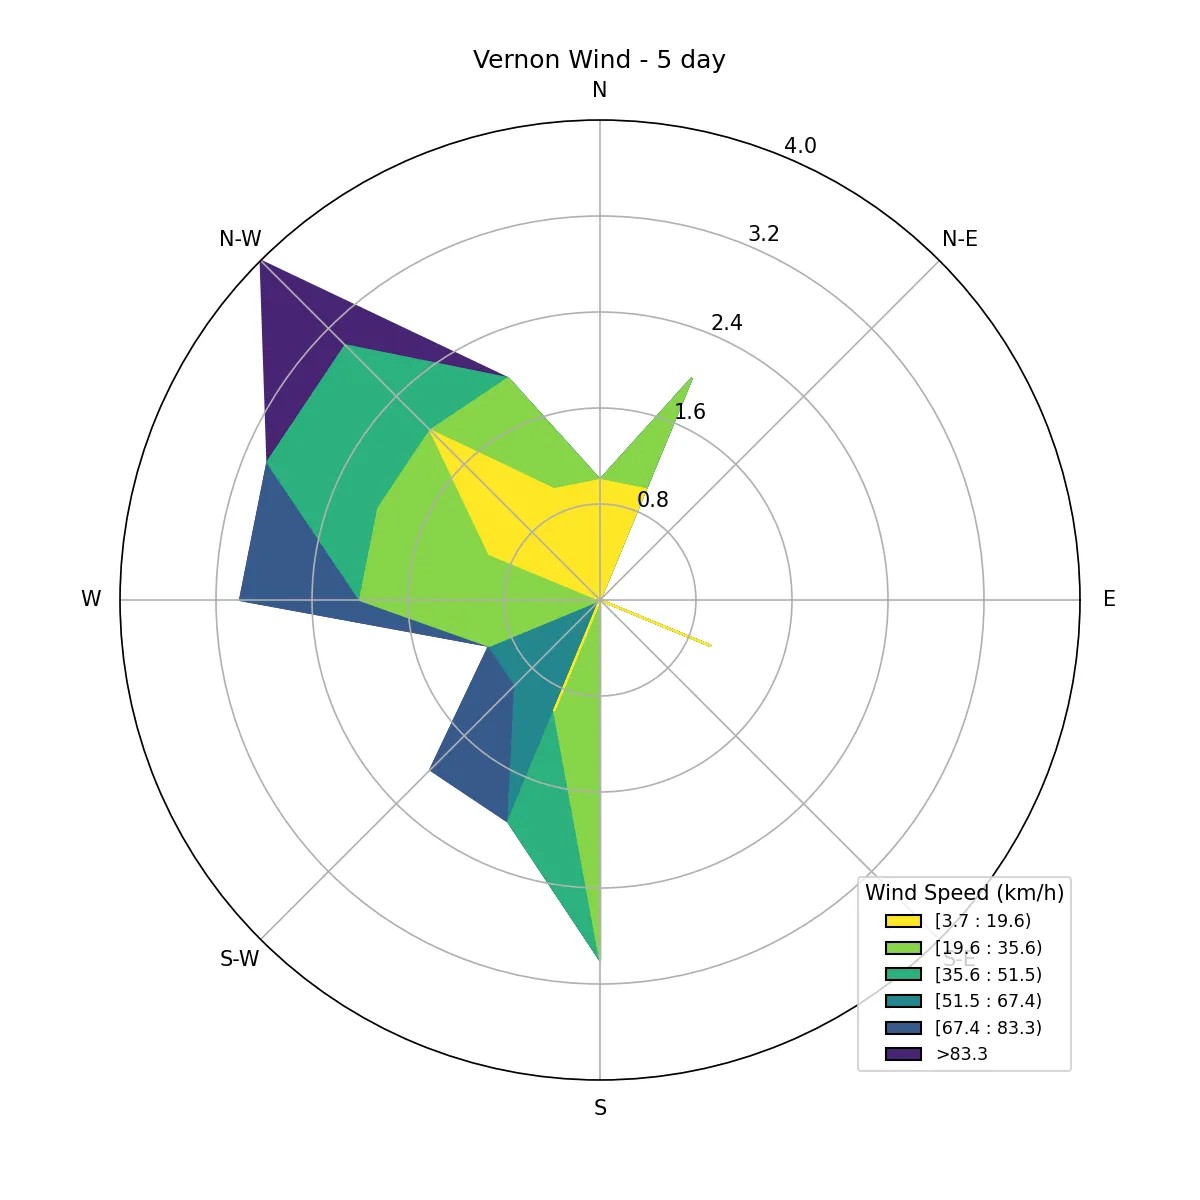 Vernon Wind - 5 day
N
4.0
N-W
3.2
N-E
2.4
1.6
0.8
W
E
S-W
S-E
S
Wind Speed (km/h)
[3.7 : 19.6)
[19.6 : 35.6)
[35.6 : 51.5)
[51.5 : 67.4)
[67.4 : 83.3)
>83.3